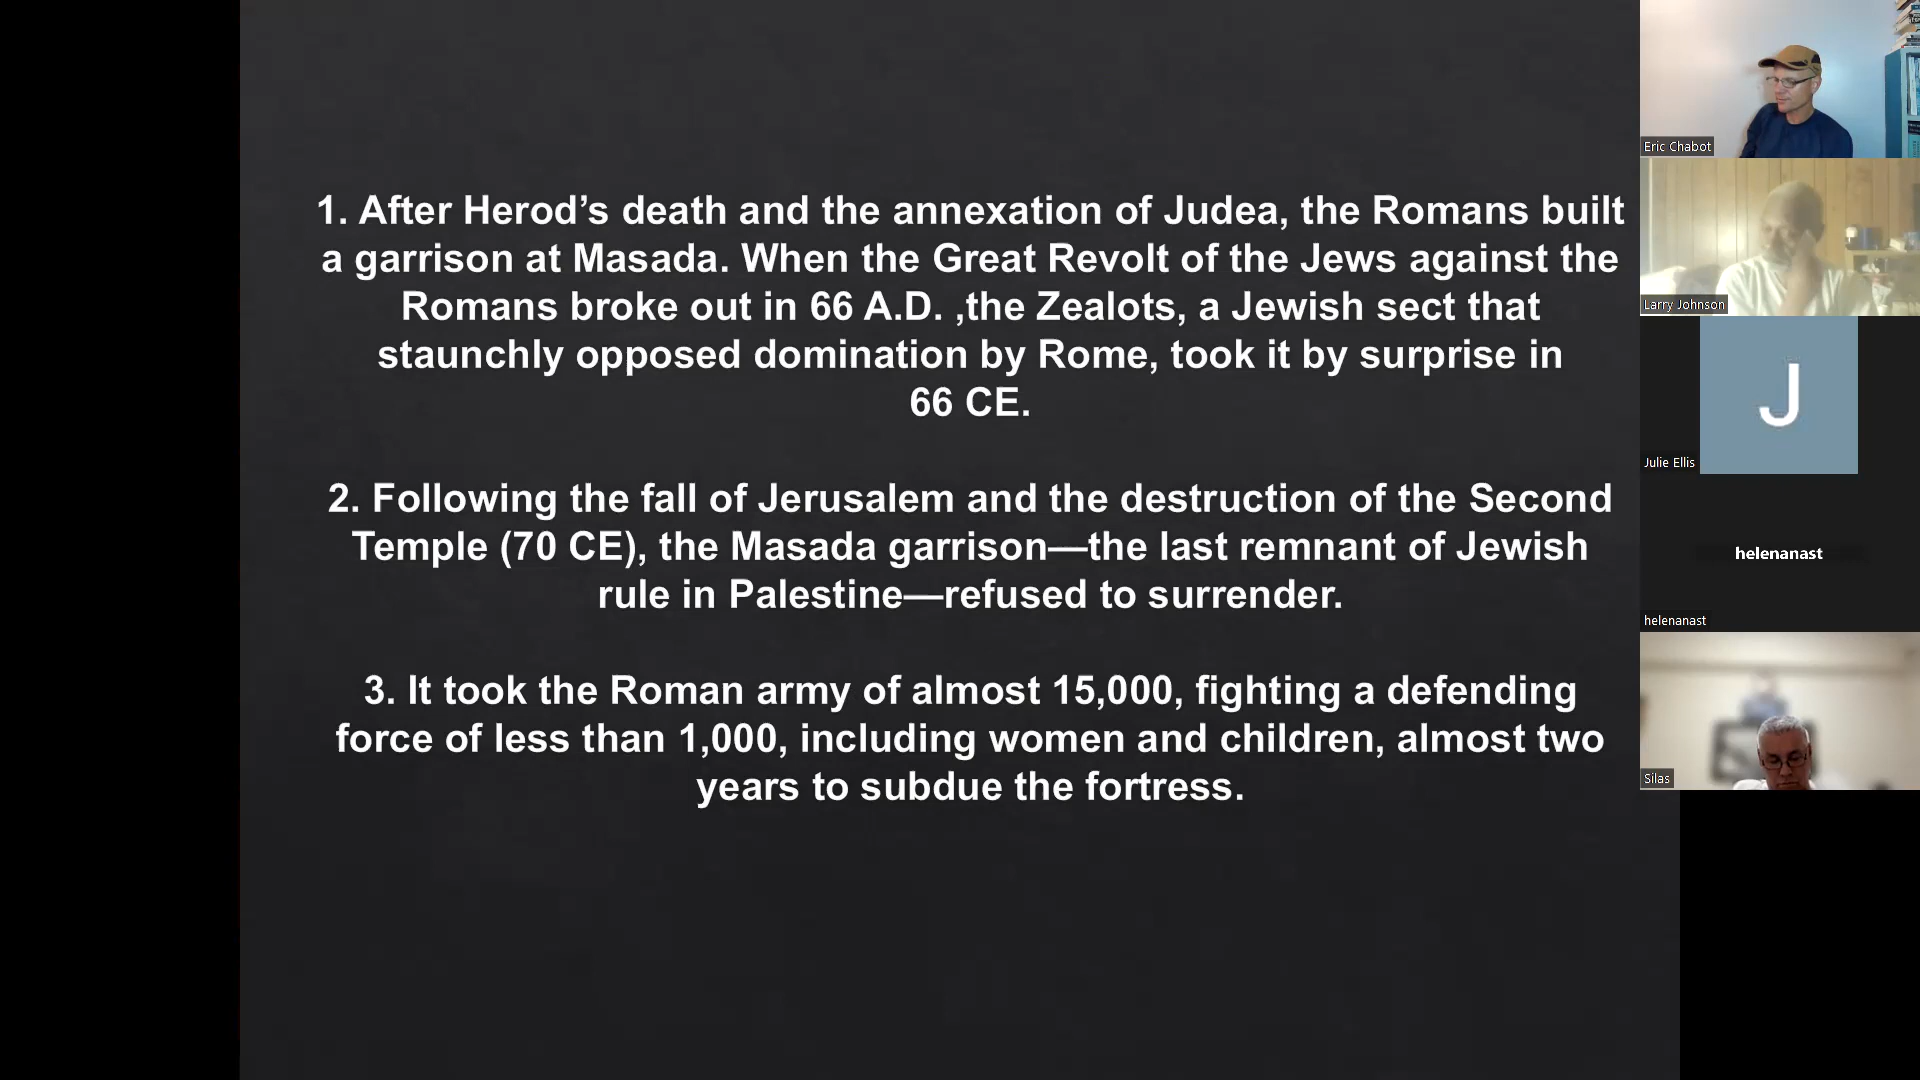 1. After Herod’s death and the annexation of Judea, the Romans built
a garrison at Masada. When the Great Revolt of the Jews against the
Romans broke out in 66 A.D. ,the Zealots, a Jewish sect that
staunchly opposed domination by Rome, took it by surprise in
66 CE.
2. Following the fall of Jerusalem and the destruction of the Second
Temple (70 CE), the Masada garrison—the last remnant of Jewish
rule in Palestine—refused to surrender.
3. It took the Roman army of almost 15,000, fighting a defending
force of less than 1,000, including women and children, almost two
years to subdue the fortress.
Eric Chabot
Larry Johnson
J
Julie Ellis
helenanast
helenanast
Silas